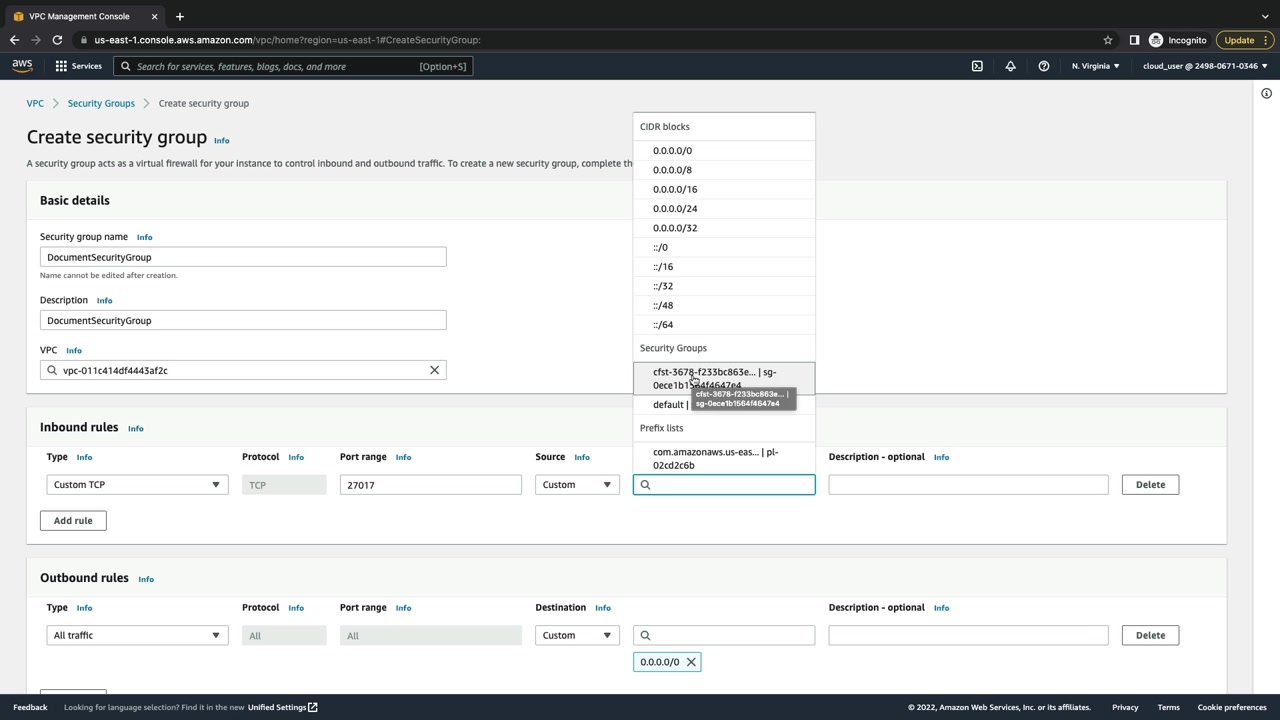 VPC Management Console
us-east-1.console.aws.amazon.com/vpc/home?region=us-east-1#CreateSecurityGroup:
Incognito
Update
aws
Services
Search for services, features, blogs, docs, and more
[Option+S]
N. Virginia
cloud_user @ 2498-0671-0346
VPC
Security Groups
Create security group
Create security group Info
A security group acts as a virtual firewall for your instance to control inbound and outbound traffic. To create a new security group, complete the
Basic details
Security group name Info
DocumentSecurityGroup
Name cannot be edited after creation.
Description Info
DocumentSecurityGroup
VPC Info
vpc-011c414df4443af2c
CIDR blocks
0.0.0.0/0
0.0.0.0/8
0.0.0.0/16
0.0.0.0/24
0.0.0.0/32
::/0
::/16
::/32
::/48
::/64
Security Groups
cfst-3678-f233bc863e... | sg-
cfst-3678-f233bc863e... |
sg-0ece1b1564f4647e4
default |
Prefix lists
com.amazonaws.us-eas... | pl-
02cd2c6b
Inbound rules Info
Type Info Protocol Info Port range Info Source Info Description - optional Info
Custom TCP TCP 27017 Custom Delete
Add rule
Outbound rules Info
Type Info Protocol Info Port range Info Destination Info Description - optional Info
All traffic All All Custom Delete
0.0.0.0/0
Feedback Looking for language selection? Find it in the new Unified Settings © 2022, Amazon Web Services, Inc. or its affiliates. Privacy Terms Cookie preferences